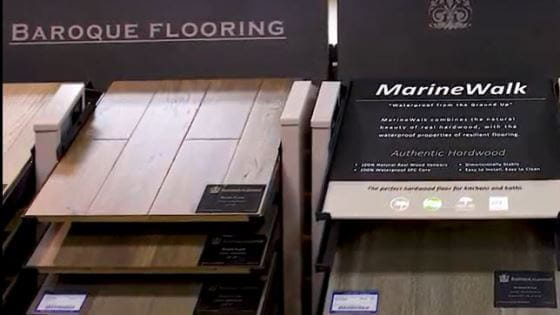 BAROQUE FLOORING
MarineWalk
"Waterproof from the Ground Up"
MarineWalk combines the natural
beauty of real hardwood, with the
waterproof properties of resilient flooring.
Authentic Hardwood
• 100% Natural Real Wood Veneers
• 100% Waterproof SPC Core
• Dimensionally Stable
• Easy to Install, Easy to Clean
The perfect hardwood floor for kitchens and baths